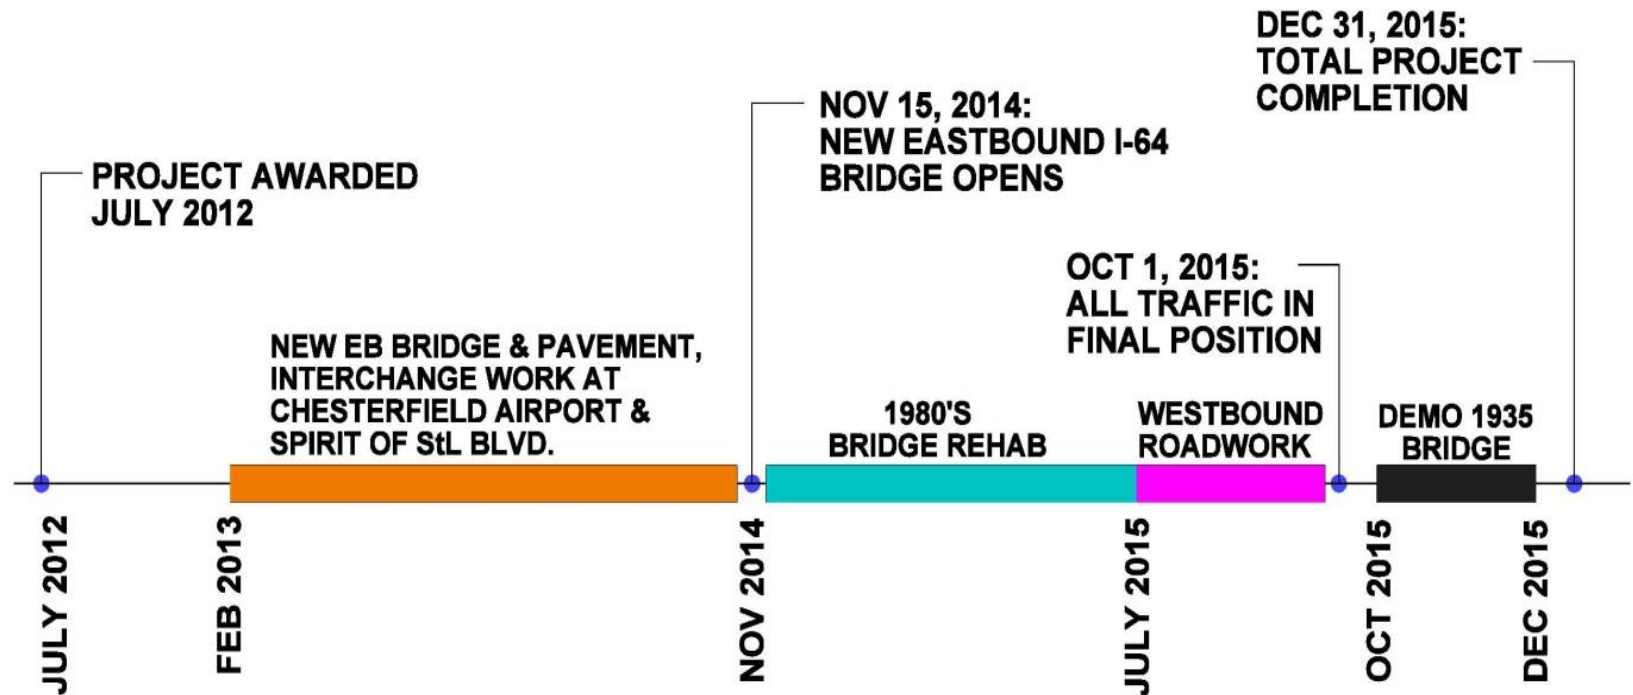 DEC 31, 2015:
TOTAL PROJECT
COMPLETION
NOV 15, 2014:
NEW EASTBOUND I-64
BRIDGE OPENS
PROJECT AWARDED
JULY 2012
OCT 1, 2015:
ALL TRAFFIC IN
FINAL POSITION
NEW EB BRIDGE & PAVEMENT,
INTERCHANGE WORK AT
CHESTERFIELD AIRPORT &
SPIRIT OF StL BLVD.
1980'S
BRIDGE REHAB
WESTBOUND
ROADWORK
DEMO 1935
BRIDGE
JULY 2012
FEB 2013
NOV 2014
JULY 2015
OCT 2015
DEC 2015